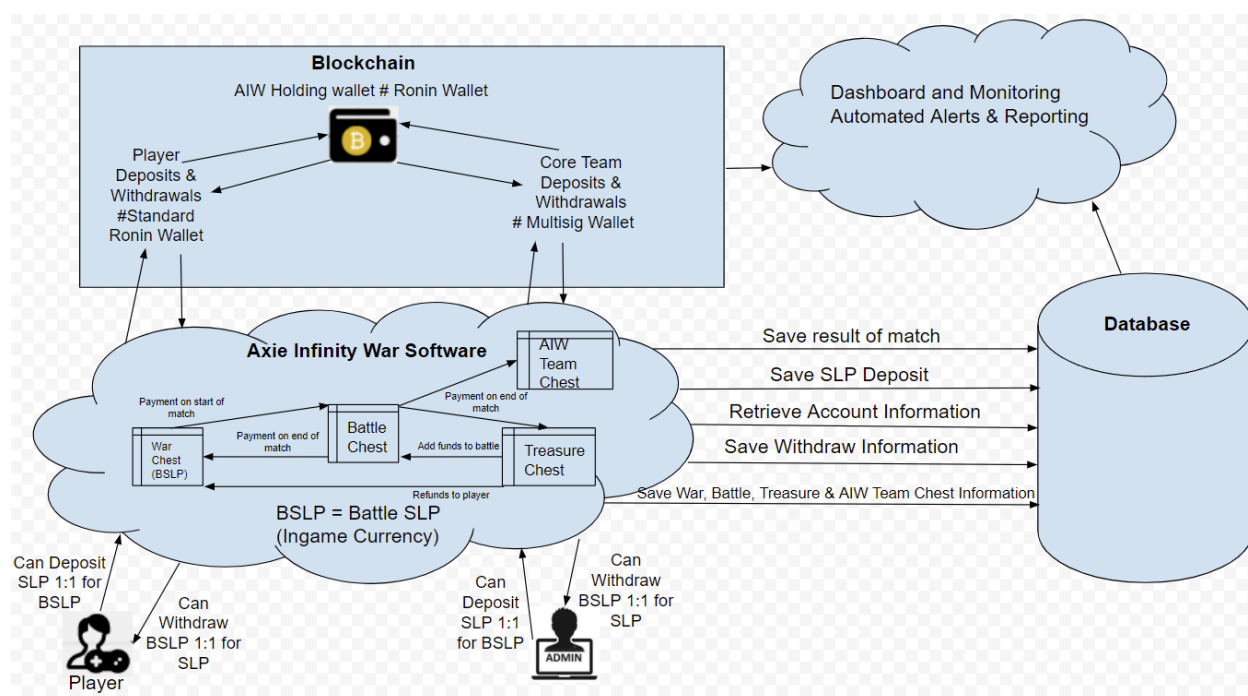 Blockchain
AIW Holding wallet # Ronin Wallet
Player
Deposits &
Withdrawals
#Standard
Ronin Wallet
Core Team
Deposits &
Withdrawals
# Multisig Wallet
Dashboard and Monitoring
Automated Alerts & Reporting
Axie Infinity War Software
AIW
Team
Chest
Payment on start of
match
Payment on end of
match
Battle
Chest
War
Chest
(BSLP)
Payment on end of
match
Add funds to battle
Treasure
Chest
Refunds to player
BSLP = Battle SLP
(Ingame Currency)
Save result of match
Save SLP Deposit
Retrieve Account Information
Save Withdraw Information
Save War, Battle, Treasure & AIW Team Chest Information
Database
Can Deposit
SLP 1:1 for
BSLP
Can
Withdraw
BSLP 1:1 for
SLP
Player
Can
Deposit
SLP 1:1
for BSLP
Can
Withdraw
BSLP 1:1 for
SLP
ADMIN